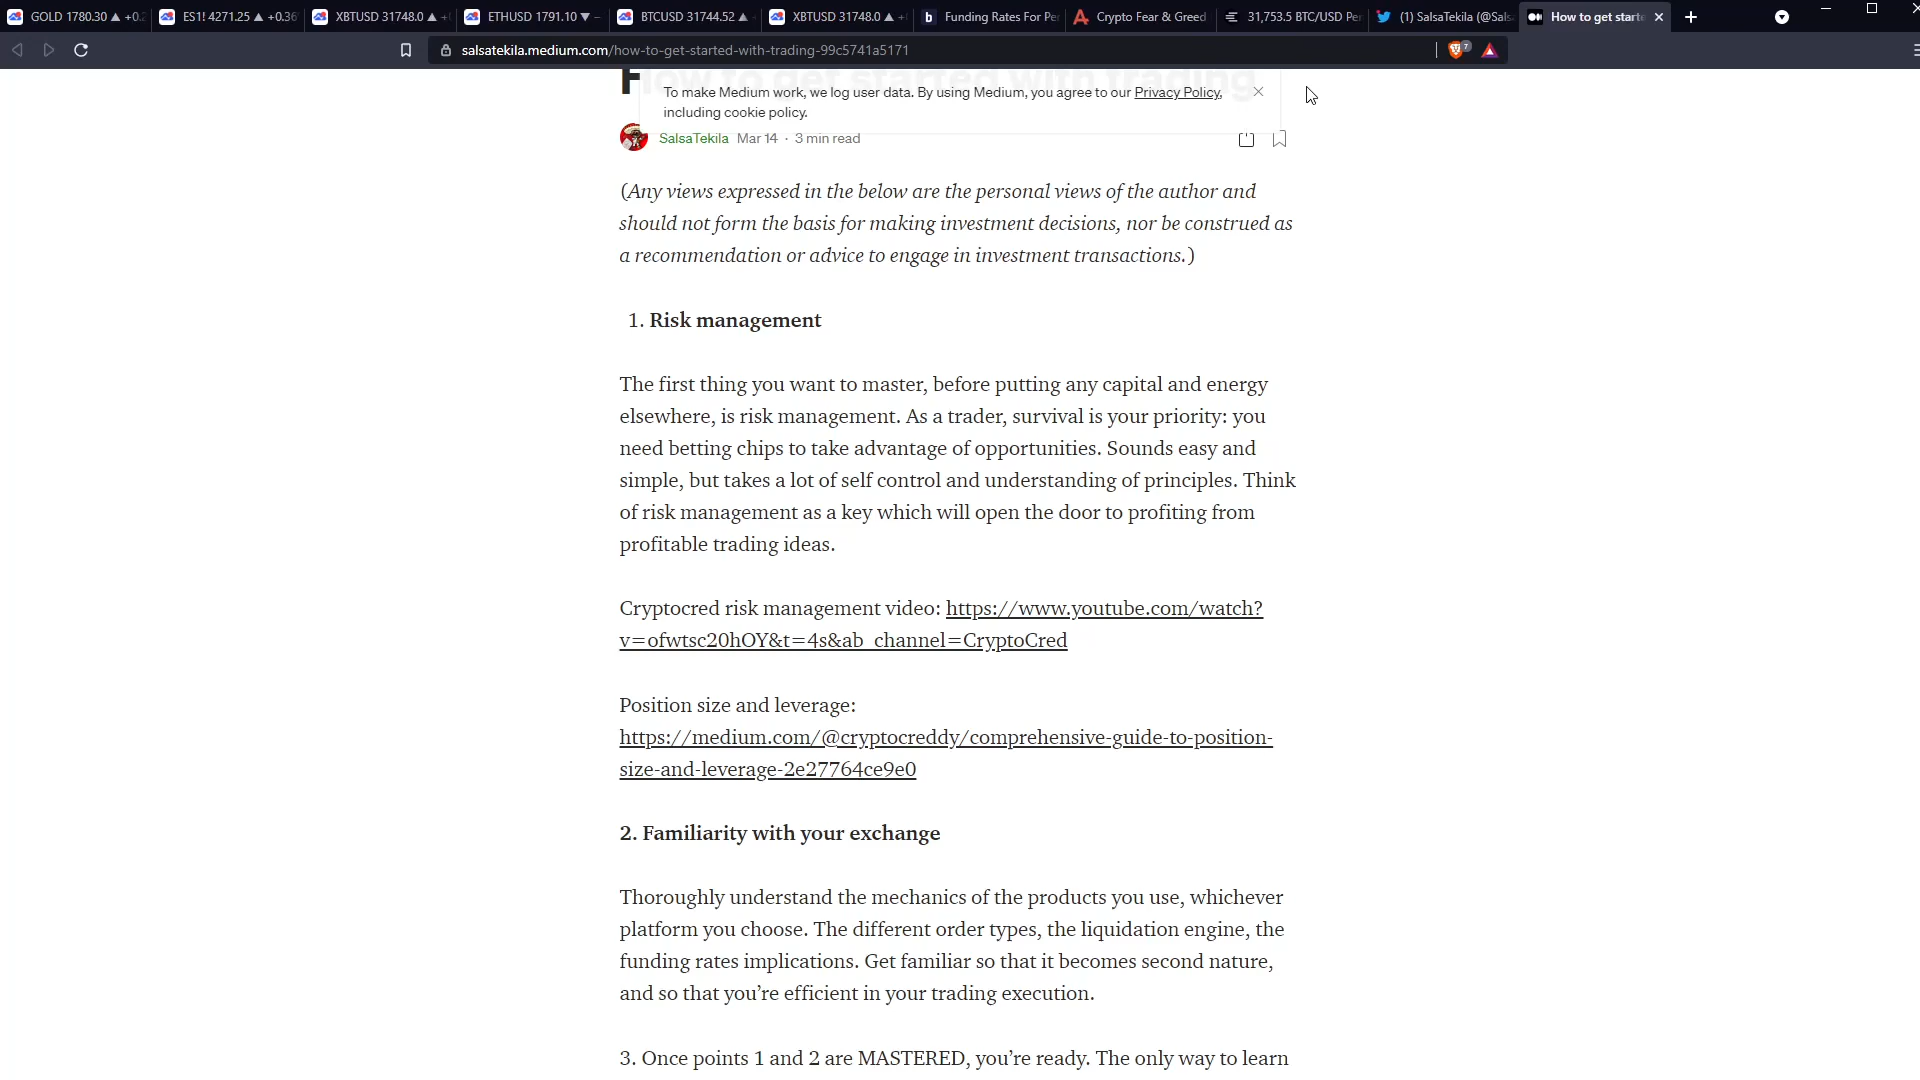 GOLD 1780.30 ▲ +0.2
ES1! 4271.25 ▲ +0.36
XBTUSD 31748.0 ▲ +
ETHUSD 1791.10 ▼ −
BTCUSD 31744.52 ▲
XBTUSD 31748.0 ▲ +
Funding Rates For Per
Crypto Fear & Greed
31,753.5 BTC/USD Per
(1) SalsaTekila (@Sals
How to get starte
salsatekila.medium.com/how-to-get-started-with-trading-99c5741a5171
7
How to get started with trading
To make Medium work, we log user data. By using Medium, you agree to our Privacy Policy,
including cookie policy.
SalsaTekila Mar 14 · 3 min read
(Any views expressed in the below are the personal views of the author and
should not form the basis for making investment decisions, nor be construed as
a recommendation or advice to engage in investment transactions.)
1. Risk management
The first thing you want to master, before putting any capital and energy
elsewhere, is risk management. As a trader, survival is your priority: you
need betting chips to take advantage of opportunities. Sounds easy and
simple, but takes a lot of self control and understanding of principles. Think
of risk management as a key which will open the door to profiting from
profitable trading ideas.
Cryptocred risk management video: https://www.youtube.com/watch?
v=ofwtsc20hOY&t=4s&ab_channel=CryptoCred
Position size and leverage:
https://medium.com/@cryptocreddy/comprehensive-guide-to-position-
size-and-leverage-2e27764ce9e0
2. Familiarity with your exchange
Thoroughly understand the mechanics of the products you use, whichever
platform you choose. The different order types, the liquidation engine, the
funding rates implications. Get familiar so that it becomes second nature,
and so that you're efficient in your trading execution.
3. Once points 1 and 2 are MASTERED, you're ready. The only way to learn